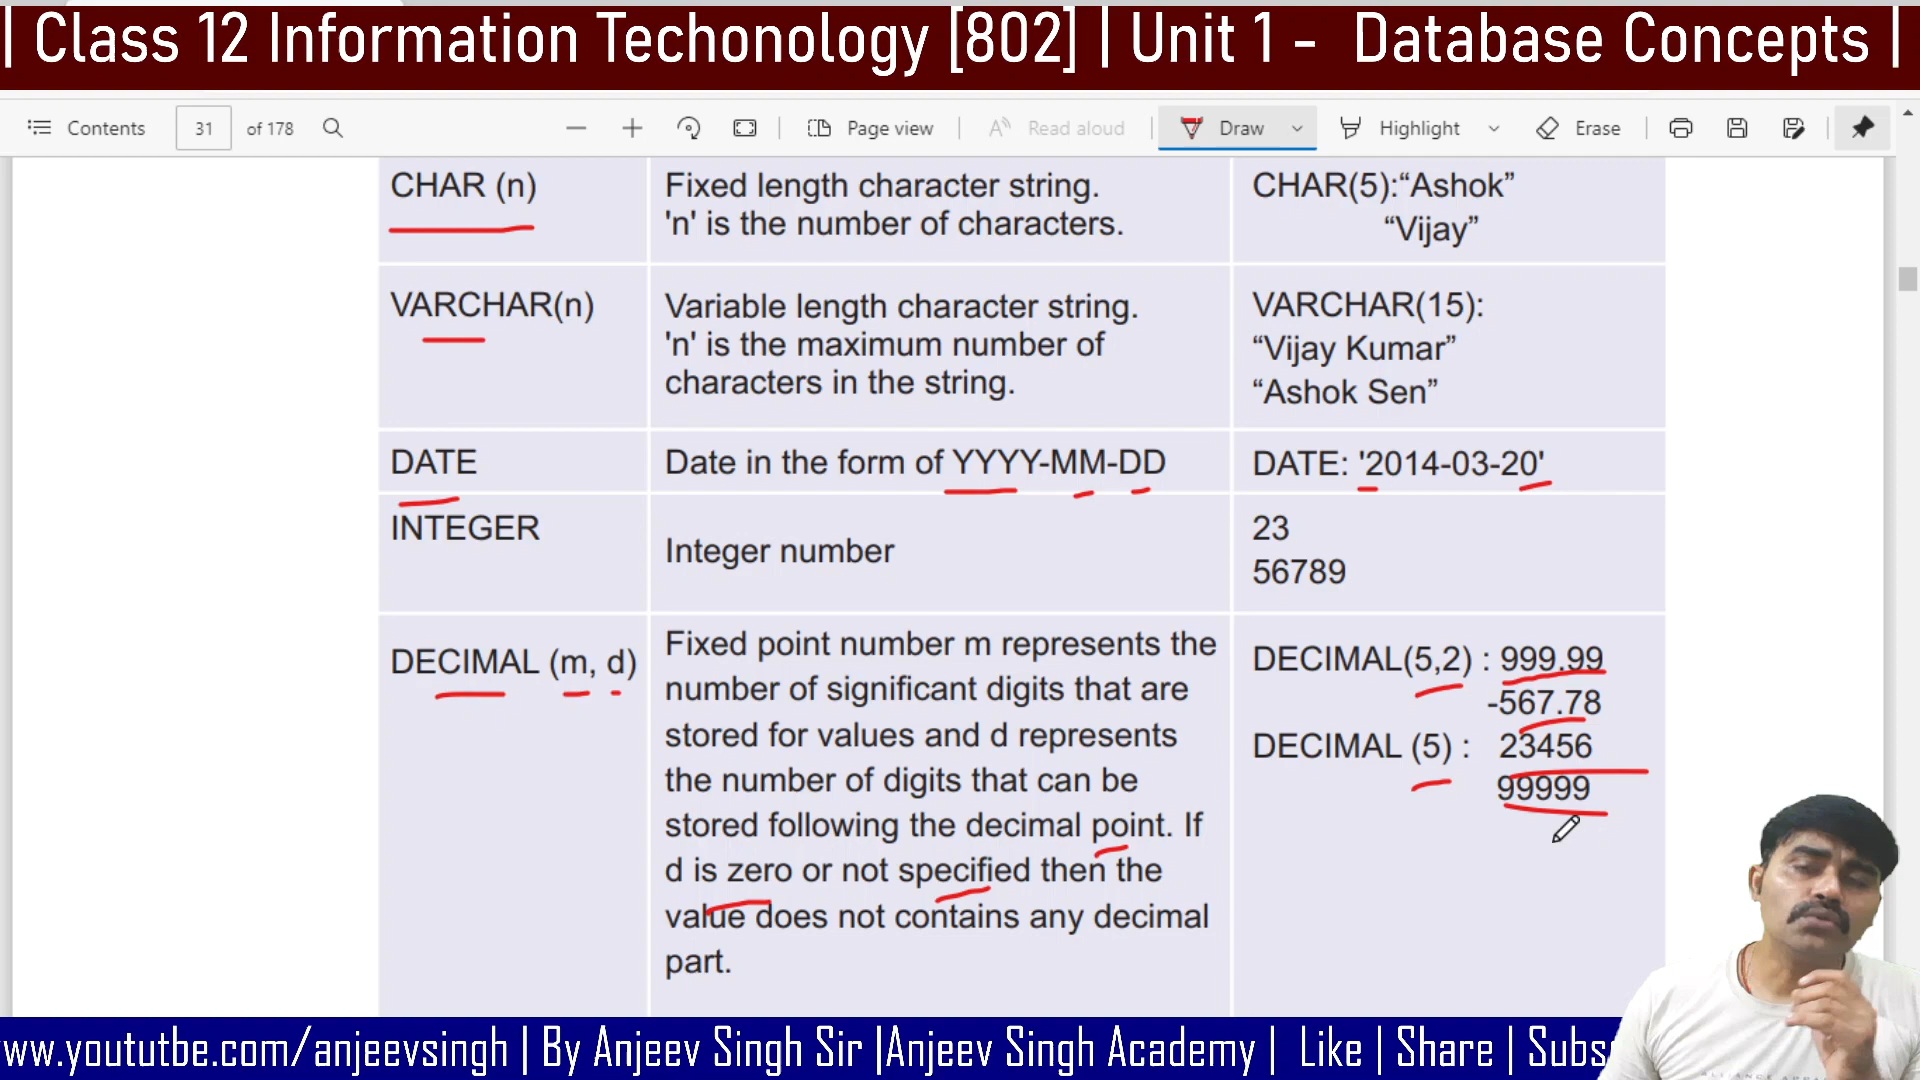 | Class 12 Information Techonology [802] | Unit 1 - Database Concepts |
Contents 31 of 178 Page view Read aloud Draw Highlight Erase
CHAR (n)
Fixed length character string.
'n' is the number of characters.
CHAR(5):“Ashok”
“Vijay”
VARCHAR(n)
Variable length character string.
'n' is the maximum number of
characters in the string.
VARCHAR(15):
“Vijay Kumar”
“Ashok Sen”
DATE
Date in the form of YYYY-MM-DD
DATE: '2014-03-20'
INTEGER
Integer number
23
56789
DECIMAL (m, d)
Fixed point number m represents the
number of significant digits that are
stored for values and d represents
the number of digits that can be
stored following the decimal point. If
d is zero or not specified then the
value does not contains any decimal
part.
DECIMAL(5,2) : 999.99
-567.78
DECIMAL (5) : 23456
99999
ww.yoututbe.com/anjeevsingh | By Anjeev Singh Sir |Anjeev Singh Academy | Like | Share | Subs